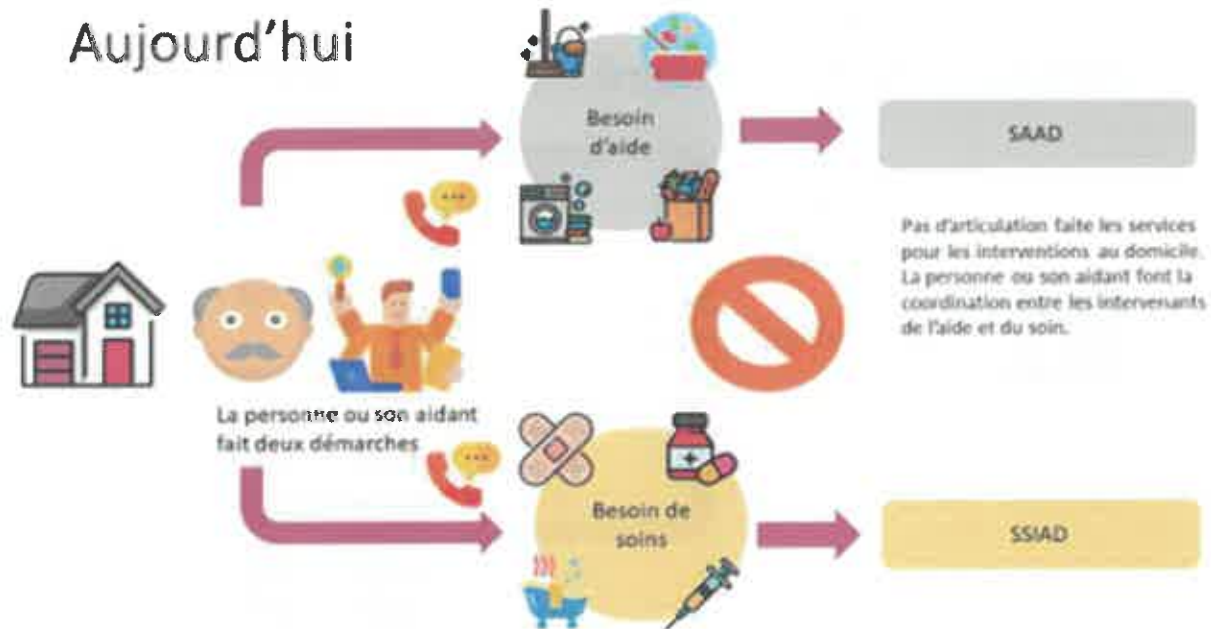 Aujourd'hui
Besoin
d'aide
SAAD
Pas d'articulation faite les services
pour les interventions au domicile.
La personne ou son aidant font la
coordination entre les intervenants
de l'aide et du soin.
La personne ou son aidant
fait deux démarches
Besoin de
soins
SSIAD